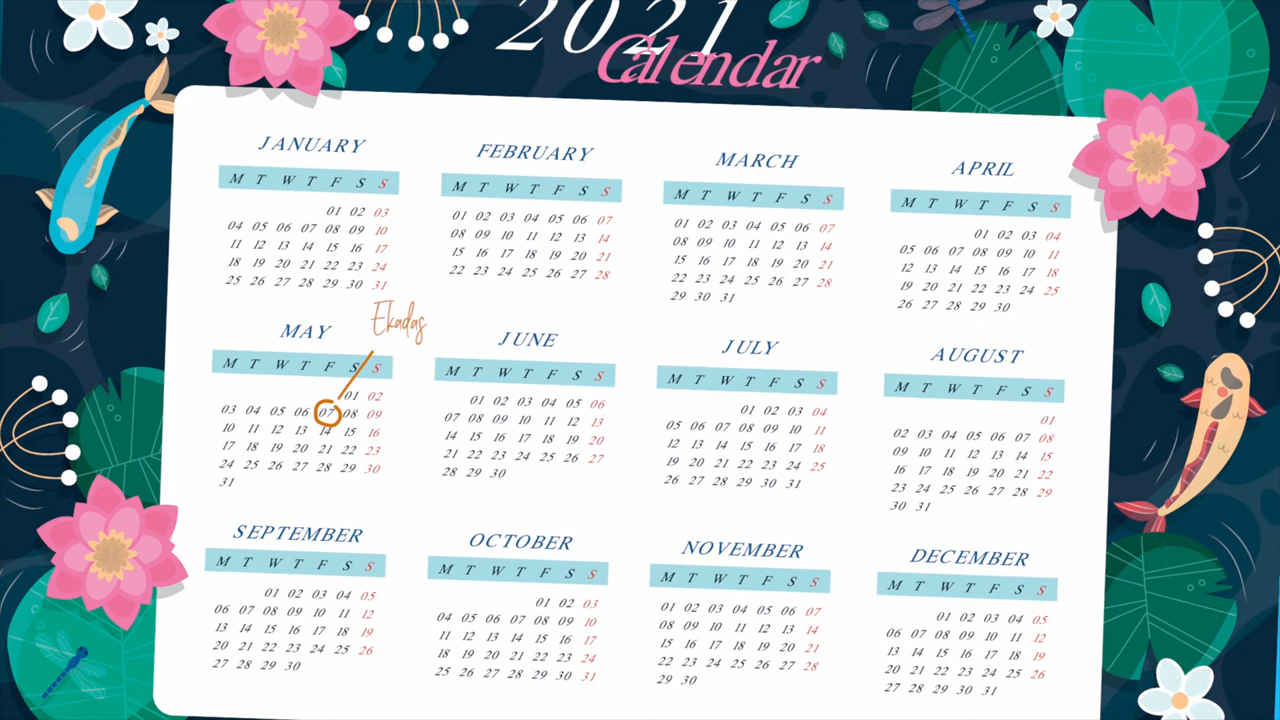 2021
Calendar
JANUARY FEBRUARY MARCH APRIL
M T W T F S S M T W T F S S M T W T F S S M T W T F S S
01 02 03 01 02 03 04 05 06 07 01 02 03 04 05 06 07 01 02 03 04
04 05 06 07 08 09 10 08 09 10 11 12 13 14 08 09 10 11 12 13 14 05 06 07 08 09 10 11
11 12 13 14 15 16 17 15 16 17 18 19 20 21 15 16 17 18 19 20 21 12 13 14 15 16 17 18
18 19 20 21 22 23 24 22 23 24 25 26 27 28 22 23 24 25 26 27 28 19 20 21 22 23 24 25
25 26 27 28 29 30 31 29 30 31 26 27 28 29 30
Ekadas
MAY JUNE JULY AUGUST
M T W T F S S M T W T F S S M T W T F S S M T W T F S S
01 02 01 02 03 04 05 06 01 02 03 04 01
03 04 05 06 07 08 09 07 08 09 10 11 12 13 05 06 07 08 09 10 11 02 03 04 05 06 07 08
10 11 12 13 14 15 16 14 15 16 17 18 19 20 12 13 14 15 16 17 18 09 10 11 12 13 14 15
17 18 19 20 21 22 23 21 22 23 24 25 26 27 19 20 21 22 23 24 25 16 17 18 19 20 21 22
24 25 26 27 28 29 30 28 29 30 26 27 28 29 30 31 23 24 25 26 27 28 29
31 30 31
SEPTEMBER OCTOBER NOVEMBER DECEMBER
M T W T F S S M T W T F S S M T W T F S S M T W T F S S
01 02 03 04 05 01 02 03 01 02 03 04 05 06 07 01 02 03 04 05
06 07 08 09 10 11 12 04 05 06 07 08 09 10 08 09 10 11 12 13 14 06 07 08 09 10 11 12
13 14 15 16 17 18 19 11 12 13 14 15 16 17 15 16 17 18 19 20 21 13 14 15 16 17 18 19
20 21 22 23 24 25 26 18 19 20 21 22 23 24 22 23 24 25 26 27 28 20 21 22 23 24 25 26
27 28 29 30 25 26 27 28 29 30 31 29 30 27 28 29 30 31